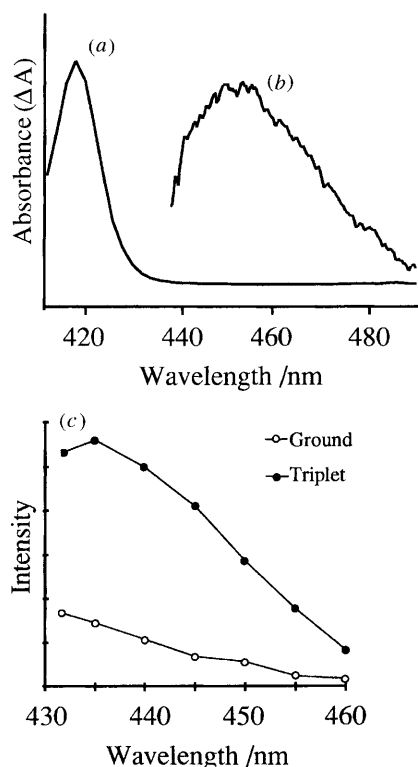 (a)
(b)
Absorbance (ΔA)
420 440 460 480
Wavelength /nm
(c)
Ground
Triplet
Intensity
430 440 450 460
Wavelength /nm